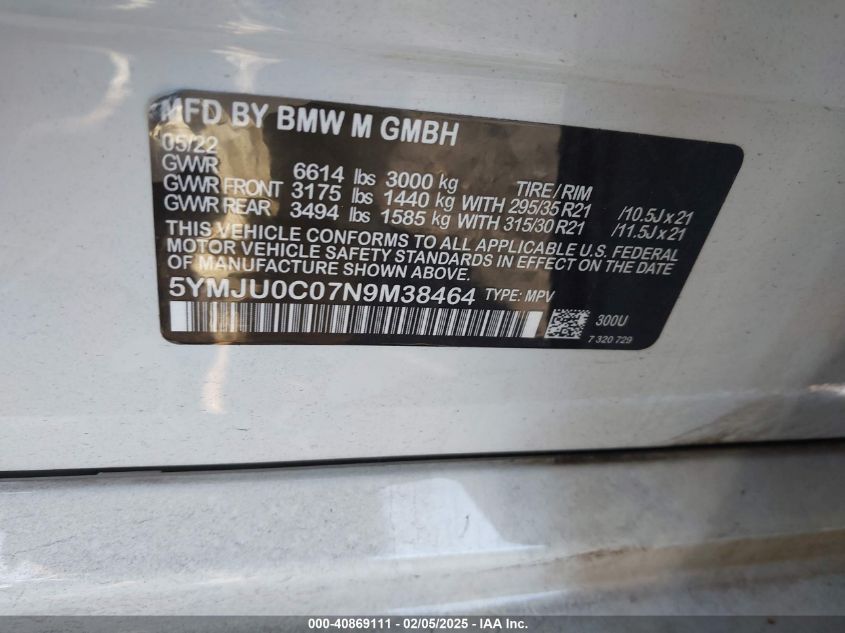 MFD BY BMW M GMBH
05/22
GVWR 6614 lbs 3000 kg TIRE/RIM
GVWR FRONT 3175 lbs 1440 kg WITH 295/35 R21 /10.5J x 21
GVWR REAR 3494 lbs 1585 kg WITH 315/30 R21 /11.5J x 21
THIS VEHICLE CONFORMS TO ALL APPLICABLE U.S. FEDERAL
MOTOR VEHICLE SAFETY STANDARDS IN EFFECT ON THE DATE
OF MANUFACTURE SHOWN ABOVE.
5YMJU0C07N9M38464 TYPE: MPV
300U
7 320 729
000-40869111 - 02/05/2025 - IAA Inc.